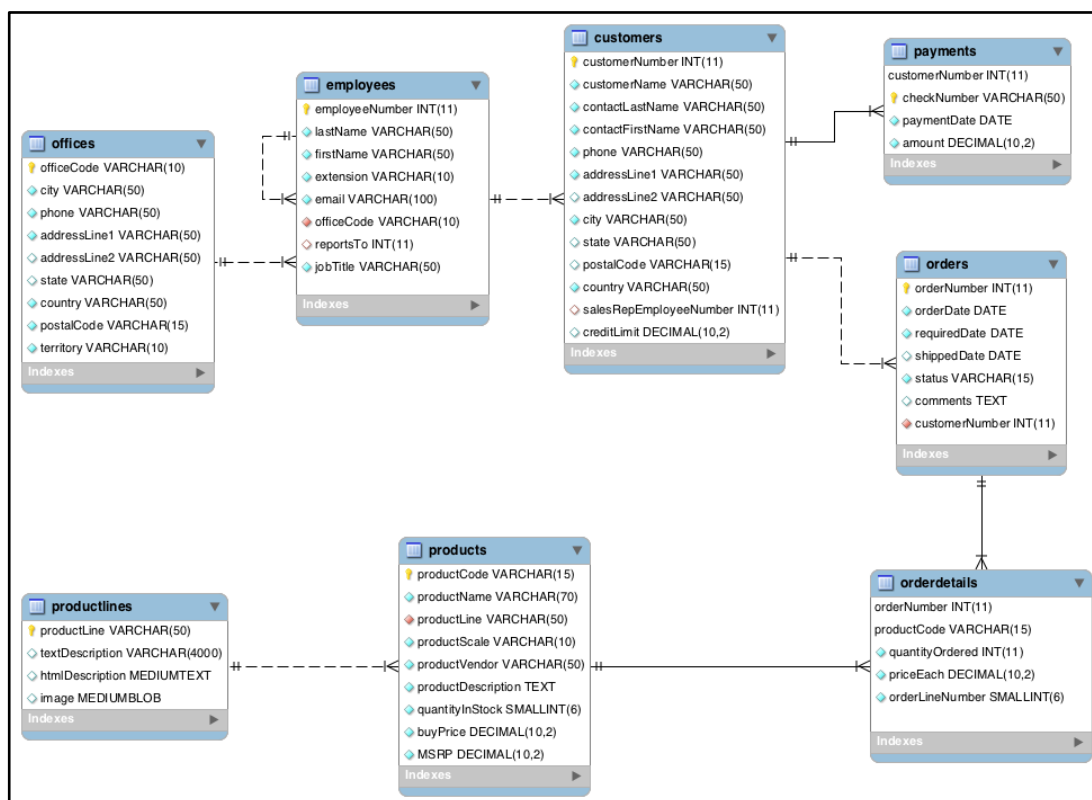 offices
officeCode VARCHAR(10)
city VARCHAR(50)
phone VARCHAR(50)
addressLine1 VARCHAR(50)
addressLine2 VARCHAR(50)
state VARCHAR(50)
country VARCHAR(50)
postalCode VARCHAR(15)
territory VARCHAR(10)
Indexes
employees
employeeNumber INT(11)
lastName VARCHAR(50)
firstName VARCHAR(50)
extension VARCHAR(10)
email VARCHAR(100)
officeCode VARCHAR(10)
reportsTo INT(11)
jobTitle VARCHAR(50)
Indexes
customers
customerNumber INT(11)
customerName VARCHAR(50)
contactLastName VARCHAR(50)
contactFirstName VARCHAR(50)
phone VARCHAR(50)
addressLine1 VARCHAR(50)
addressLine2 VARCHAR(50)
city VARCHAR(50)
state VARCHAR(50)
postalCode VARCHAR(15)
country VARCHAR(50)
salesRepEmployeeNumber INT(11)
creditLimit DECIMAL(10,2)
Indexes
payments
customerNumber INT(11)
checkNumber VARCHAR(50)
paymentDate DATE
amount DECIMAL(10,2)
Indexes
orders
orderNumber INT(11)
orderDate DATE
requiredDate DATE
shippedDate DATE
status VARCHAR(15)
comments TEXT
customerNumber INT(11)
Indexes
productlines
productLine VARCHAR(50)
textDescription VARCHAR(4000)
htmlDescription MEDIUMTEXT
image MEDIUMBLOB
Indexes
products
productCode VARCHAR(15)
productName VARCHAR(70)
productLine VARCHAR(50)
productScale VARCHAR(10)
productVendor VARCHAR(50)
productDescription TEXT
quantityInStock SMALLINT(6)
buyPrice DECIMAL(10,2)
MSRP DECIMAL(10,2)
Indexes
orderdetails
orderNumber INT(11)
productCode VARCHAR(15)
quantityOrdered INT(11)
priceEach DECIMAL(10,2)
orderLineNumber SMALLINT(6)
Indexes